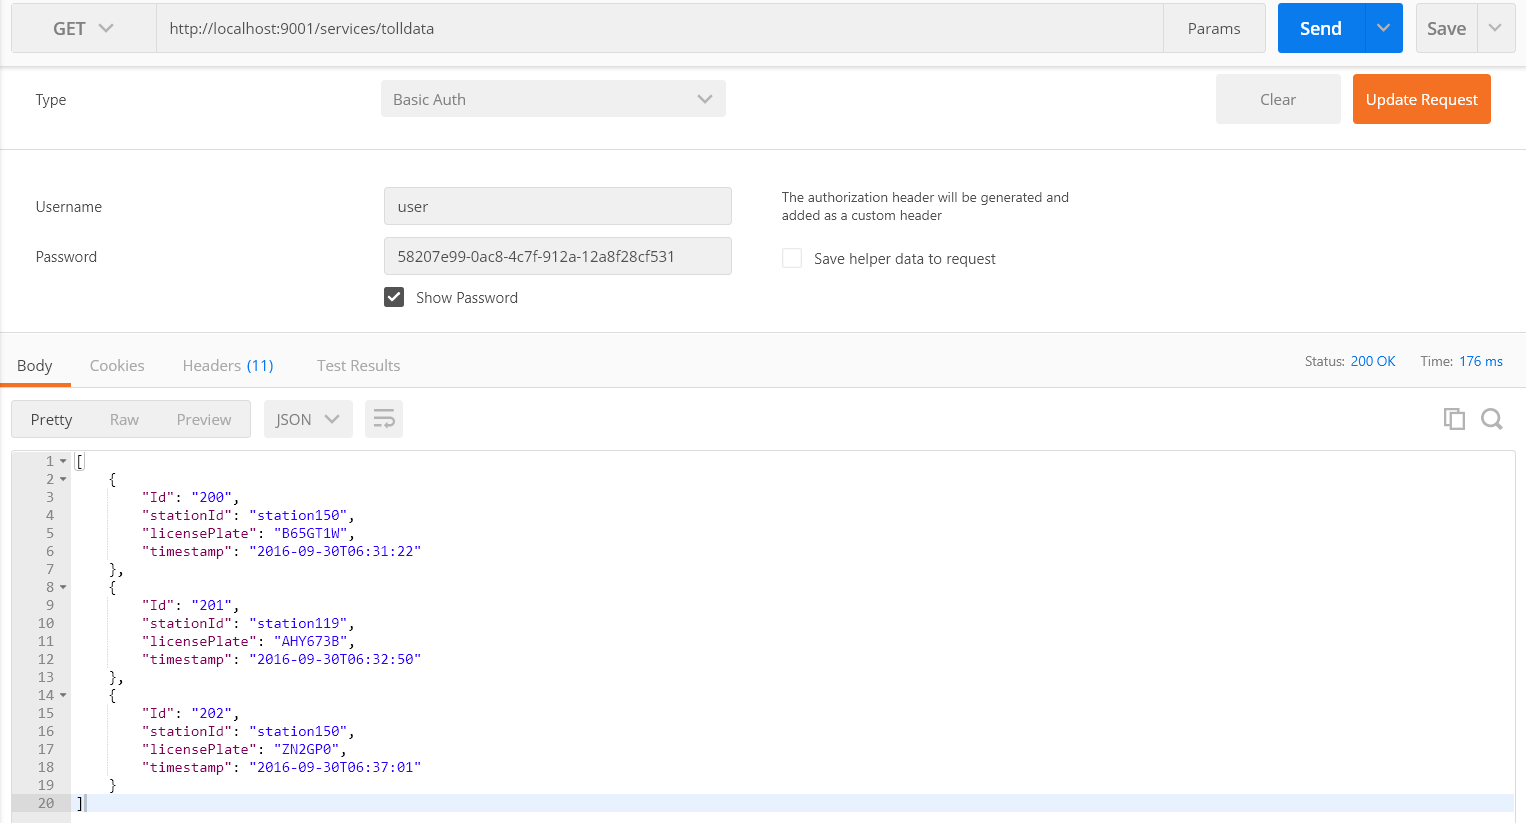 GET http://localhost:9001/services/tolldata Params Send Save
Type Basic Auth Clear Update Request
Username user The authorization header will be generated and
added as a custom header
Password 58207e99-0ac8-4c7f-912a-12a8f28cf531 Save helper data to request
Show Password
Body Cookies Headers (11) Test Results Status: 200 OK Time: 176 ms
Pretty Raw Preview JSON
1 [
2 {
3 "Id": "200",
4 "stationId": "station150",
5 "licensePlate": "B65GT1W",
6 "timestamp": "2016-09-30T06:31:22"
7 },
8 {
9 "Id": "201",
10 "stationId": "station119",
11 "licensePlate": "AHY673B",
12 "timestamp": "2016-09-30T06:32:50"
13 },
14 {
15 "Id": "202",
16 "stationId": "station150",
17 "licensePlate": "ZN2GP0",
18 "timestamp": "2016-09-30T06:37:01"
19 }
20 ]